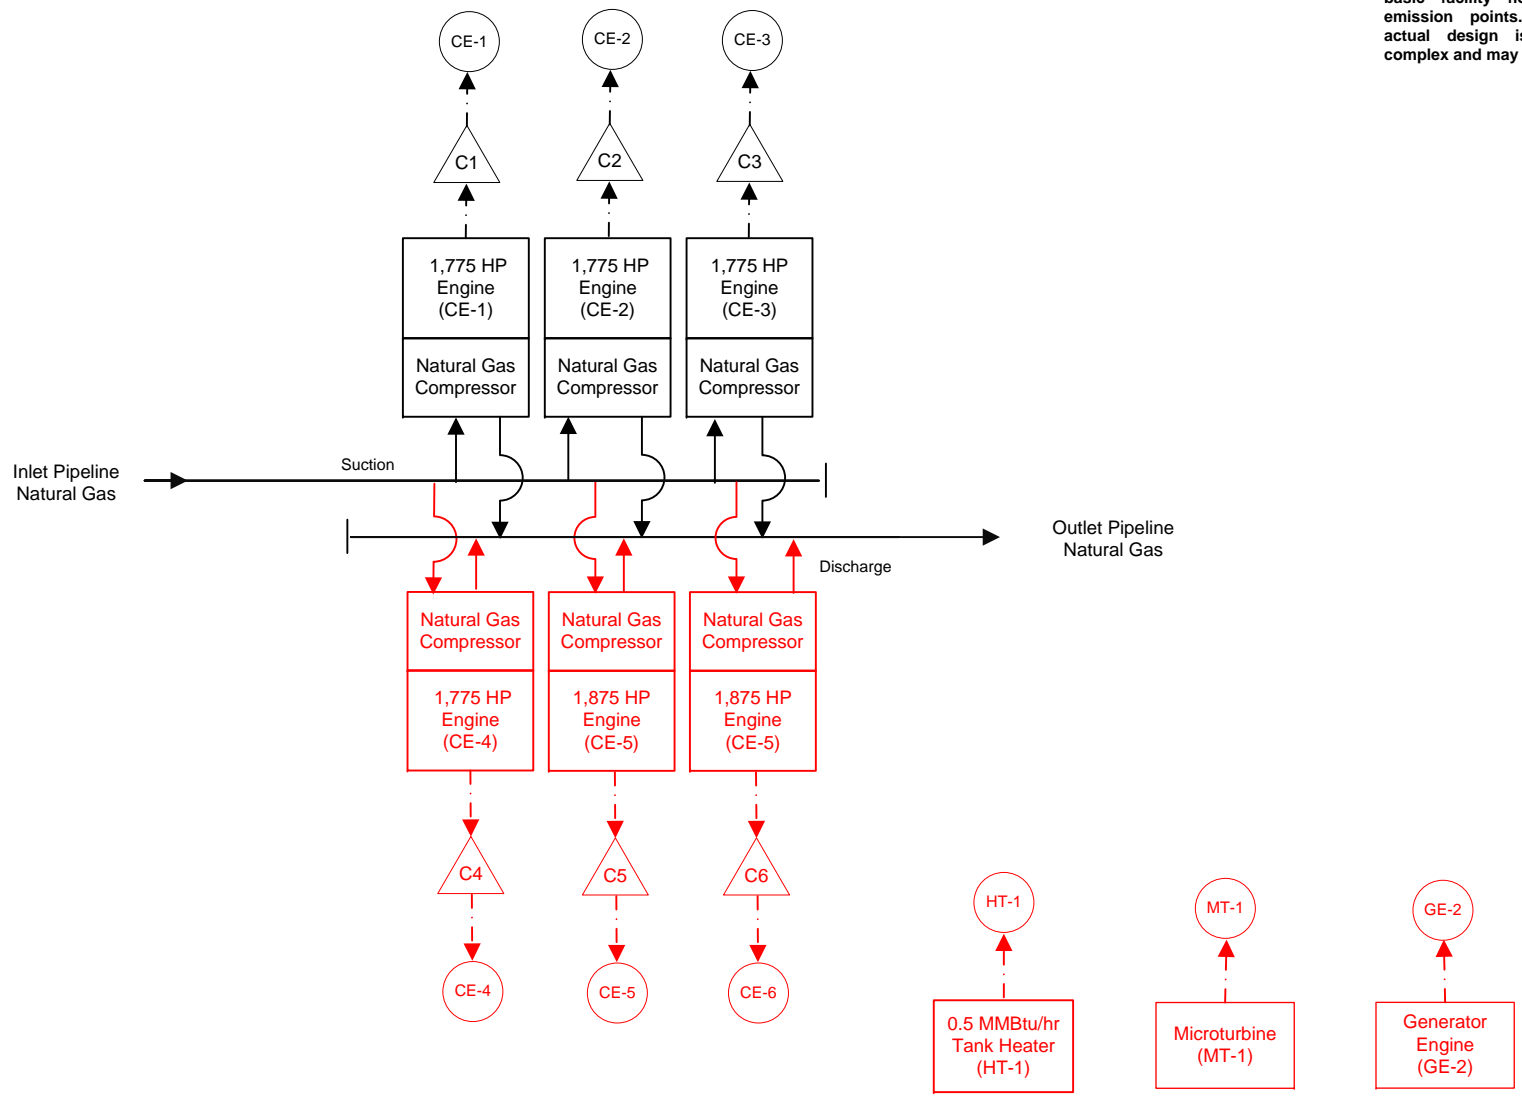 basic facility
emission points.
actual design
complex and may
CE-1
CE-2
CE-3
C1
C2
C3
1,775 HP
Engine
(CE-1)
1,775 HP
Engine
(CE-2)
1,775 HP
Engine
(CE-3)
Natural Gas
Compressor
Natural Gas
Compressor
Natural Gas
Compressor
Suction
Inlet Pipeline
Natural Gas
Outlet Pipeline
Natural Gas
Discharge
Natural Gas
Compressor
Natural Gas
Compressor
Natural Gas
Compressor
1,775 HP
Engine
(CE-4)
1,875 HP
Engine
(CE-5)
1,875 HP
Engine
(CE-5)
C4
C5
C6
CE-4
CE-5
CE-6
HT-1
MT-1
GE-2
0.5 MMBtu/hr
Tank Heater
(HT-1)
Microturbine
(MT-1)
Generator
Engine
(GE-2)